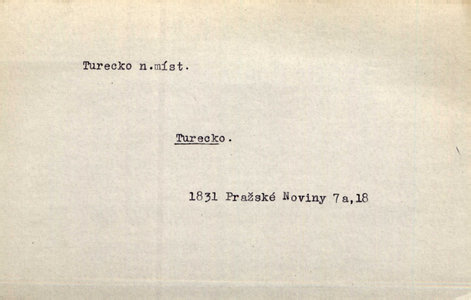 Turecko n.míst.
Turecko.
1831 Pražské Noviny 7a,18